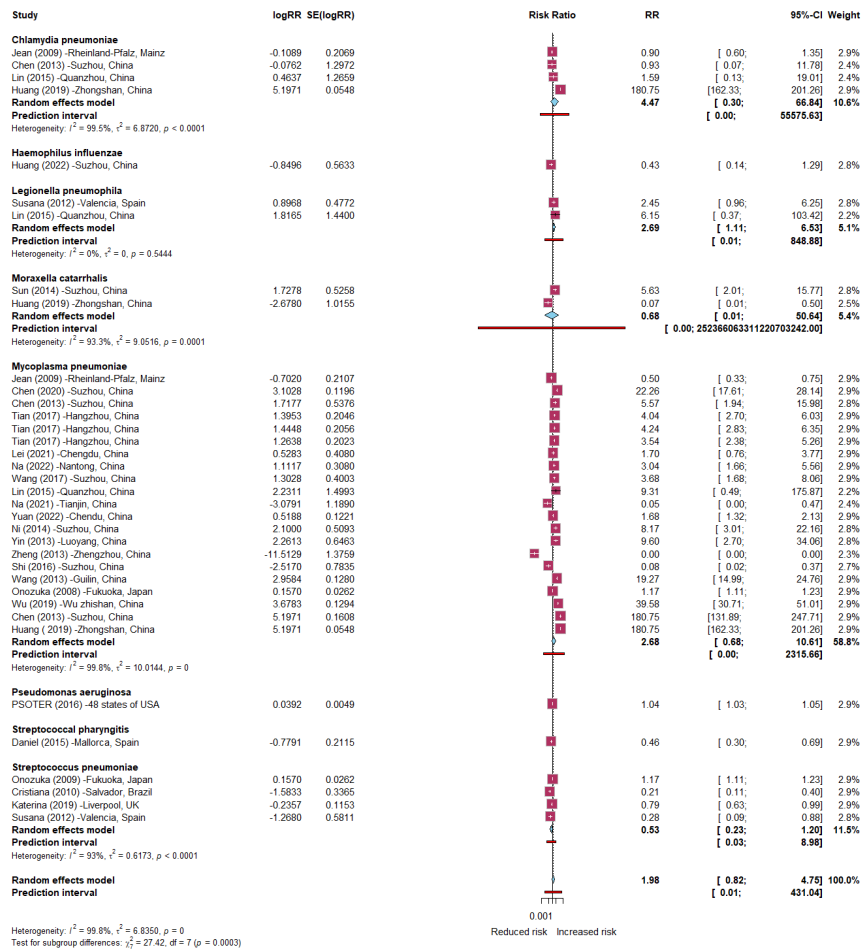 Study logRR SE(logRR) Risk Ratio RR 95%-CI Weight
Chlamydia pneumoniae
Jean (2009) -Rheinland-Pfalz, Mainz -0.1089 0.2069 0.90 [ 0.60; 1.35] 2.9%
Chen (2013) -Suzhou, China -0.0762 1.2972 0.93 [ 0.07; 11.78] 2.4%
Lin (2015) -Quanzhou, China 0.4637 1.2659 1.59 [ 0.13; 19.01] 2.4%
Huang (2019) -Zhongshan, China 5.1971 0.0548 180.75 [162.33; 201.26] 2.9%
Random effects model 4.47 [ 0.30; 66.84] 10.6%
Prediction interval [ 0.00; 55575.63]
Heterogeneity: I² = 99.5%, τ² = 6.8720, p < 0.0001
Haemophilus influenzae
Huang (2022) -Suzhou, China -0.8496 0.5633 0.43 [ 0.14; 1.29] 2.8%
Legionella pneumophila
Susana (2012) -Valencia, Spain 0.8968 0.4772 2.45 [ 0.96; 6.25] 2.8%
Lin (2015) -Quanzhou, China 1.8165 1.4400 6.15 [ 0.37; 103.42] 2.2%
Random effects model 2.69 [ 1.11; 6.53] 5.1%
Prediction interval [ 0.01; 848.88]
Heterogeneity: I² = 0%, τ² = 0, p = 0.5444
Moraxella catarrhalis
Sun (2014) -Suzhou, China 1.7278 0.5258 5.63 [ 2.01; 15.77] 2.8%
Huang (2019) -Zhongshan, China -2.6780 1.0155 0.07 [ 0.01; 0.50] 2.5%
Random effects model 0.68 [ 0.01; 50.64] 5.4%
Prediction interval [ 0.00; 252366063311220703242.00]
Heterogeneity: I² = 93.3%, τ² = 9.0516, p = 0.0001
Mycoplasma pneumoniae
Jean (2009) -Rheinland-Pfalz, Mainz -0.7020 0.2107 0.50 [ 0.33; 0.75] 2.9%
Chen (2020) -Suzhou, China 3.1028 0.1196 22.26 [ 17.61; 28.14] 2.9%
Chen (2013) -Suzhou, China 1.7177 0.5376 5.57 [ 1.94; 15.98] 2.8%
Tian (2017) -Hangzhou, China 1.3953 0.2046 4.04 [ 2.70; 6.03] 2.9%
Tian (2017) -Hangzhou, China 1.4448 0.2056 4.24 [ 2.83; 6.35] 2.9%
Tian (2017) -Hangzhou, China 1.2638 0.2023 3.54 [ 2.38; 5.26] 2.9%
Lei (2021) -Chengdu, China 0.5283 0.4080 1.70 [ 0.76; 3.77] 2.9%
Na (2022) -Nantong, China 1.1117 0.3080 3.04 [ 1.66; 5.56] 2.9%
Wang (2017) -Suzhou, China 1.3028 0.4003 3.68 [ 1.68; 8.06] 2.9%
Lin (2015) -Quanzhou, China 2.2311 1.4993 9.31 [ 0.49; 175.87] 2.2%
Na (2021) -Tianjin, China -3.0791 1.1890 0.05 [ 0.00; 0.47] 2.4%
Yuan (2022) -Chendu, China 0.5188 0.1221 1.68 [ 1.32; 2.13] 2.9%
Ni (2014) -Suzhou, China 2.1000 0.5093 8.17 [ 3.01; 22.16] 2.8%
Yin (2013) -Luoyang, China 2.2613 0.6463 9.60 [ 2.70; 34.06] 2.8%
Zheng (2013) -Zhengzhou, China -11.5129 1.3759 0.00 [ 0.00; 0.00] 2.3%
Shi (2016) -Suzhou, China -2.5170 0.7835 0.08 [ 0.02; 0.37] 2.7%
Wang (2013) -Guilin, China 2.9584 0.1280 19.27 [ 14.99; 24.76] 2.9%
Onozuka (2008) -Fukuoka, Japan 0.1570 0.0262 1.17 [ 1.11; 1.23] 2.9%
Wu (2019) -Wu zhishan, China 3.6783 0.1294 39.58 [ 30.71; 51.01] 2.9%
Chen (2013) -Suzhou, China 5.1971 0.1608 180.75 [131.89; 247.71] 2.9%
Huang ( 2019) -Zhongshan, China 5.1971 0.0548 180.75 [162.33; 201.26] 2.9%
Random effects model 2.68 [ 0.68; 10.61] 58.8%
Prediction interval [ 0.00; 2315.66]
Heterogeneity: I² = 99.8%, τ² = 10.0144, p = 0
Pseudomonas aeruginosa
PSOTER (2016) -48 states of USA 0.0392 0.0049 1.04 [ 1.03; 1.05] 2.9%
Streptococcal pharyngitis
Daniel (2015) -Mallorca, Spain -0.7791 0.2115 0.46 [ 0.30; 0.69] 2.9%
Streptococcus pneumoniae
Onozuka (2009) -Fukuoka, Japan 0.1570 0.0262 1.17 [ 1.11; 1.23] 2.9%
Cristiana (2010) -Salvador, Brazil -1.5833 0.3365 0.21 [ 0.11; 0.40] 2.9%
Katerina (2019) -Liverpool, UK -0.2357 0.1153 0.79 [ 0.63; 0.99] 2.9%
Susana (2012) -Valencia, Spain -1.2680 0.5811 0.28 [ 0.09; 0.88] 2.8%
Random effects model 0.53 [ 0.23; 1.20] 11.5%
Prediction interval [ 0.03; 8.98]
Heterogeneity: I² = 93%, τ² = 0.6173, p < 0.0001
Random effects model 1.98 [ 0.82; 4.75] 100.0%
Prediction interval [ 0.01; 431.04]
0.001
Heterogeneity: I² = 99.8%, τ² = 6.8350, p = 0
Reduced risk Increased risk
Test for subgroup differences: χ²₇ = 27.42, df = 7 (p = 0.0003)